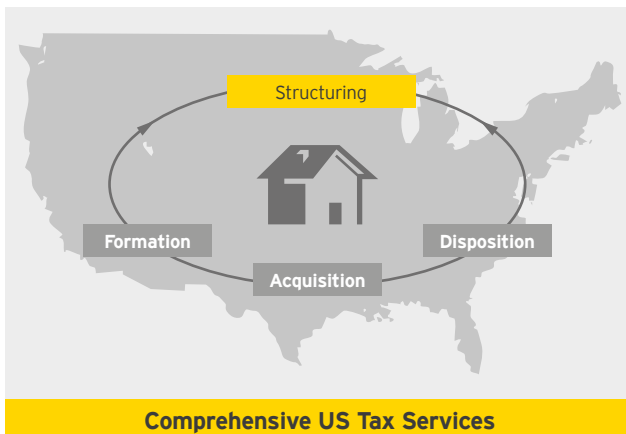 Structuring
Formation
Disposition
Acquisition
Comprehensive US Tax Services